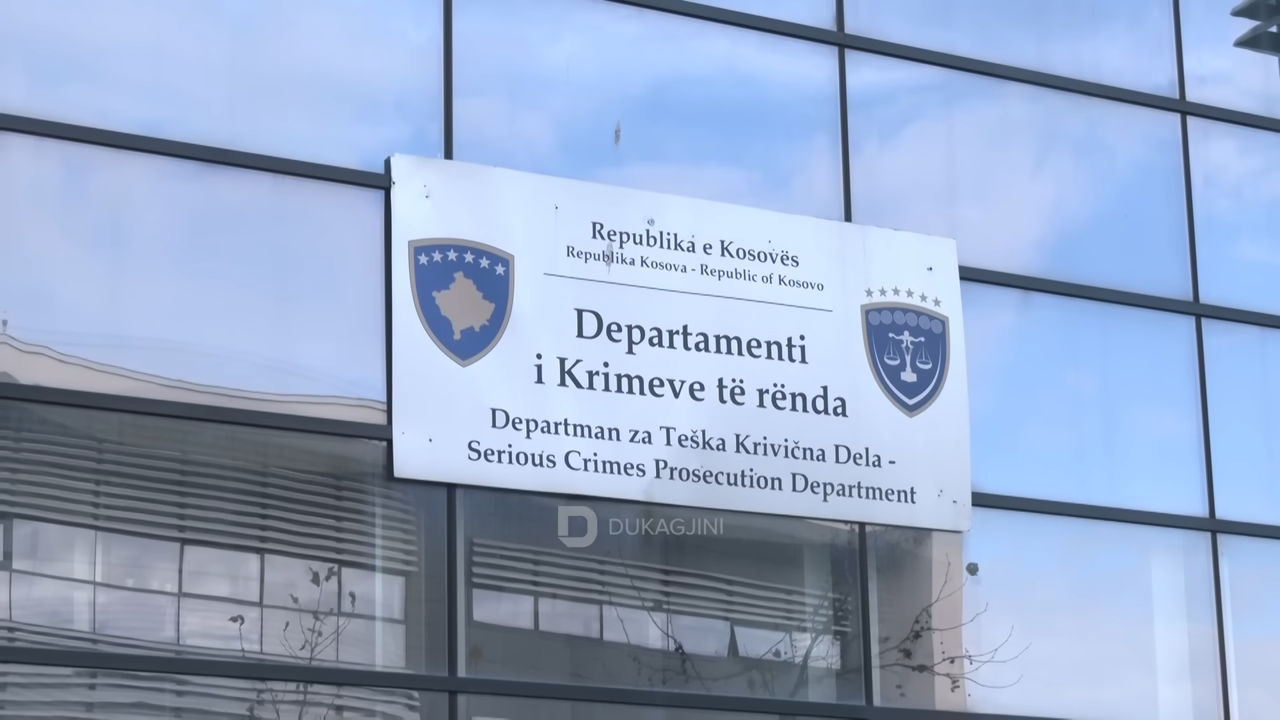 Republika e Kosovës
Republika Kosova - Republic of Kosovo
Departamenti
i Krimeve të rënda
Departman za Teška Krivična Dela -
Serious Crimes Prosecution Department
DUKAGJINI